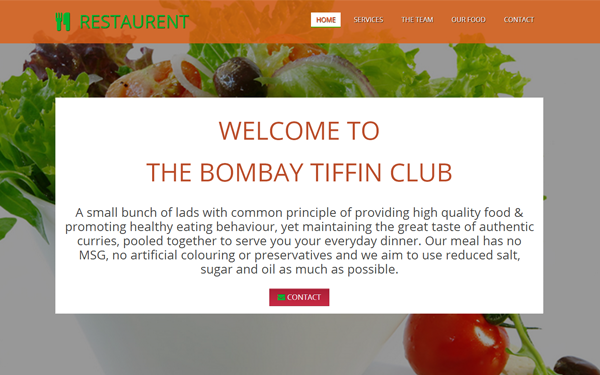 RESTAURENT
HOME SERVICES THE TEAM OUR FOOD CONTACT
WELCOME TO
THE BOMBAY TIFFIN CLUB
A small bunch of lads with common principle of providing high quality food &
promoting healthy eating behaviour, yet maintaining the great taste of authentic
curries, pooled together to serve you your everyday dinner. Our meal has no
MSG, no artificial colouring or preservatives and we aim to use reduced salt,
sugar and oil as much as possible.
CONTACT